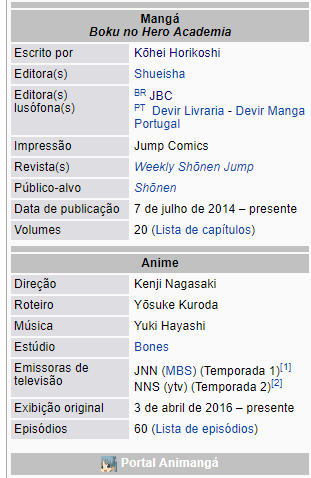 Mangá
Boku no Hero Academia
Escrito por Kōhei Horikoshi
Editora(s) Shueisha
Editora(s) lusófona(s) BR JBC
PT Devir Livraria - Devir Manga
Portugal
Impressão Jump Comics
Revista(s) Weekly Shōnen Jump
Público-alvo Shōnen
Data de publicação 7 de julho de 2014 – presente
Volumes 20 (Lista de capítulos)
Anime
Direção Kenji Nagasaki
Roteiro Yōsuke Kuroda
Música Yuki Hayashi
Estúdio Bones
Emissoras de televisão JNN (MBS) (Temporada 1)[1]
NNS (ytv) (Temporada 2)[2]
Exibição original 3 de abril de 2016 – presente
Episódios 60 (Lista de episódios)
Portal Animangá